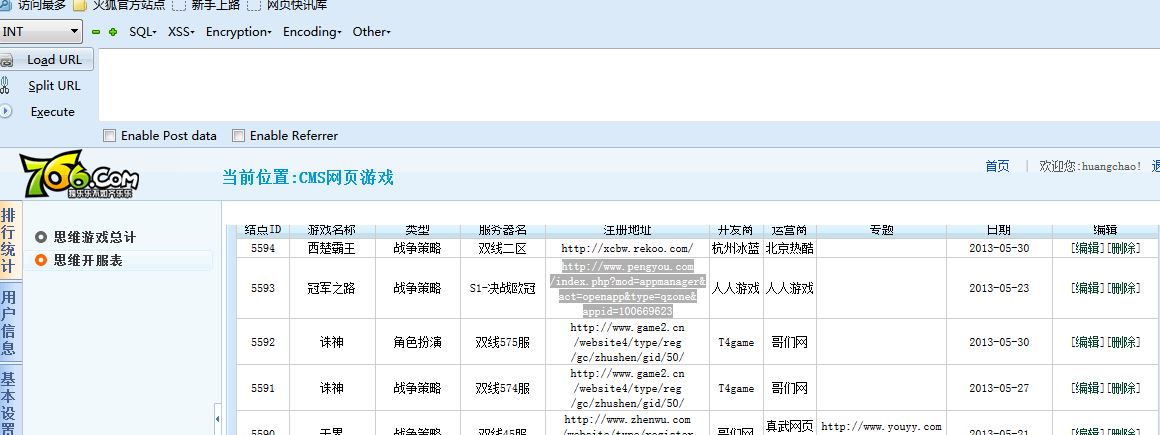 访问最多 火狐官方站点 新手上路 网页快讯库
INT SQL XSS Encryption Encoding Other
Load URL
Split URL
Execute
Enable Post data Enable Referrer
766.COM
独乐乐不如齐乐乐
当前位置:CMS网页游戏
首页 | 欢迎您:huangchao!
排行统计
用户信息
基本设置
思维游戏总计
思维开服表
结点ID 游戏名称 类型 服务器名 注册地址 开发商 运营商 专题 日期 编辑
5594 西楚霸王 战争策略 双线二区 http://xcbw.rekoo.com/ 杭州冰蓝 北京热酷 2013-05-30 [编辑][删除]
5593 冠军之路 战争策略 S1-决战欧冠 http://www.pengyou.com
/index.php?mod=appmanager&
act=openapp&type=qzone&
appid=100669623 人人游戏 人人游戏 2013-05-23 [编辑][删除]
5592 诛神 角色扮演 双线575服 http://www.game2.cn
/website4/type/reg
/gc/zhushen/gid/50/ T4game 哥们网 2013-05-30 [编辑][删除]
5591 诛神 战争策略 双线574服 http://www.game2.cn
/website4/type/reg
/gc/zhushen/gid/50/ T4game 哥们网 2013-05-27 [编辑][删除]
5590 战争策略 双线45服 http://www.zhenwu.com
/website/type/register 哥们网 真武网页 http://www.youyy.com 2013-05-21 [编辑][删除]